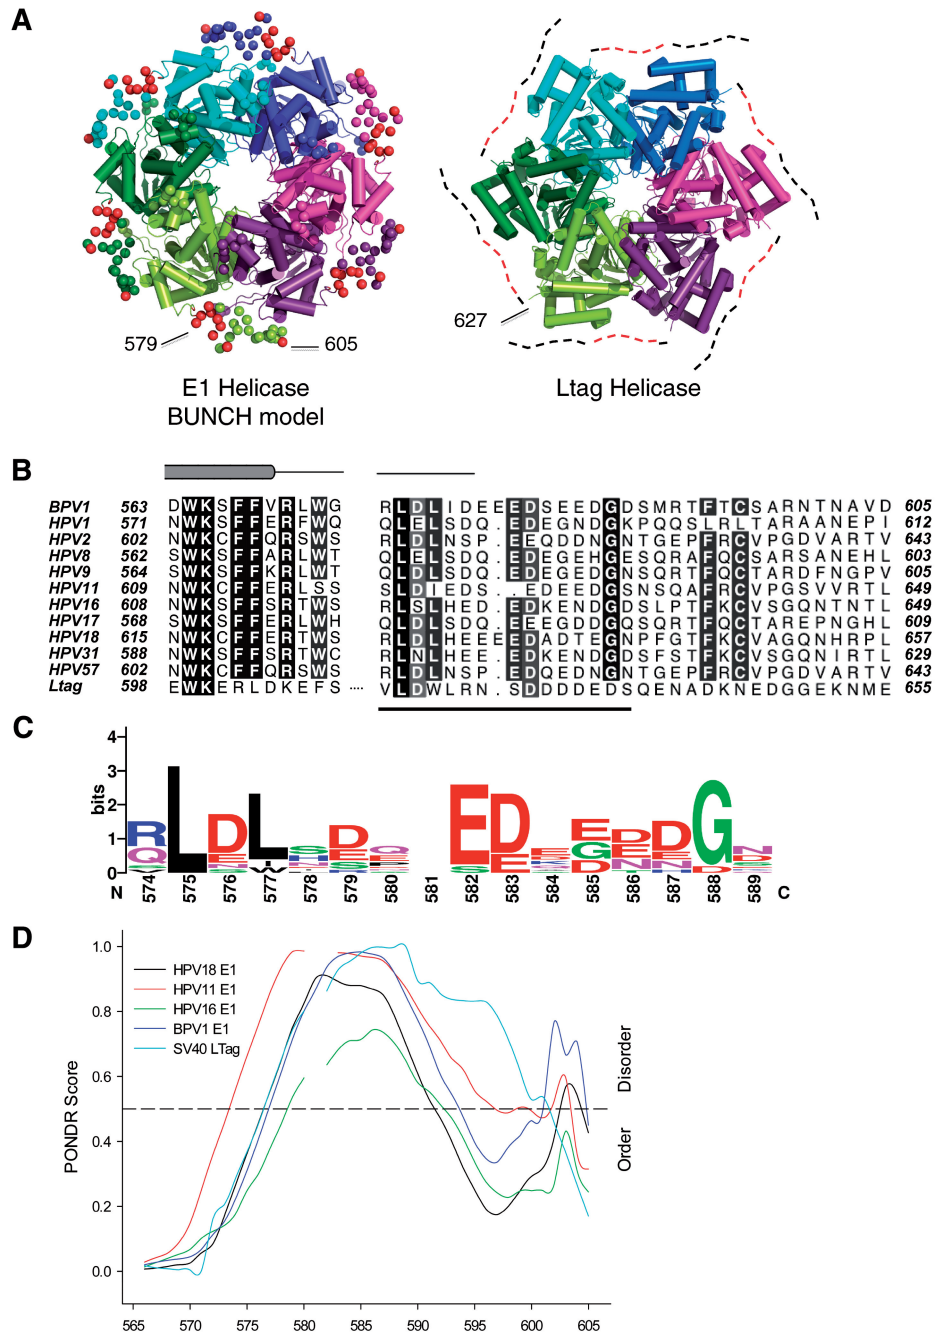 A
579
605
627
E1 Helicase
BUNCH model
Ltag Helicase
B
BPV1 563 DWKSFFVRLWG RLDLIDEEEDSEEDGDSMRTFTCSARNTNAVD 605
HPV1 571 NWKSFFERFWQ QLELSDQ.EDEGNDGKPQQSLRLTARAANEPI 612
HPV2 602 NWKCFFQRSWS RLDLNSP.EEQDDNGNTGEPFRCVPGDVARTV 643
HPV8 562 SWKSFFARLWT QLELSDQ.EDEGEHGESQRAFQCSARSANEHL 603
HPV9 564 SWKSFFKRLWT QLDLSDQ.EDEGEDGNSQRTFQCTARDFNGPV 605
HPV11 609 NWKCFFERLSS SLDIEDS..EDEEDGSNSQAFRCVPGSVVRTL 649
HPV16 608 NWKSFFSRTWS RLSLHED.EDKENDGDSLPTFKCVSGQNTNTL 649
HPV17 568 SWKSFFERLWH QLDLSDQ.EEEGDDGNSQRTFQCTAREPNGHL 609
HPV18 615 NWKCFFERTWS RLDLHEEEEDADTEGNPFGTFKCVAGQNHRPL 657
HPV31 588 NWKSFFSRTWC RLNLHEE.EDKENDGDSFSTFKCVSGQNIRTL 629
HPV57 602 NWKCFFQRSWS RLDLNSP.EEQEDNGNTGEPFRCVPGDVARTV 643
Ltag 598 EWKERLDKEFS .... VLDWLRN.SDDDDEDSQENADKNEDGGEKNME 655
C
4
3
2
1
0
bits
N 574 575 576 577 578 579 580 581 582 583 584 585 586 587 588 589 C
D
1.0
0.8
0.6
0.4
0.2
0.0
PONDR Score
HPV18 E1
HPV11 E1
HPV16 E1
BPV1 E1
SV40 LTag
Disorder
Order
565 570 575 580 585 590 595 600 605